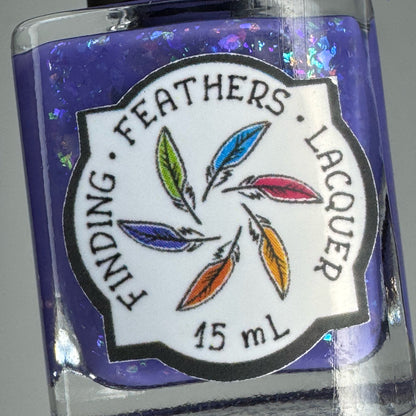 FINDING · FEATHERS · LACQUER
15 mL